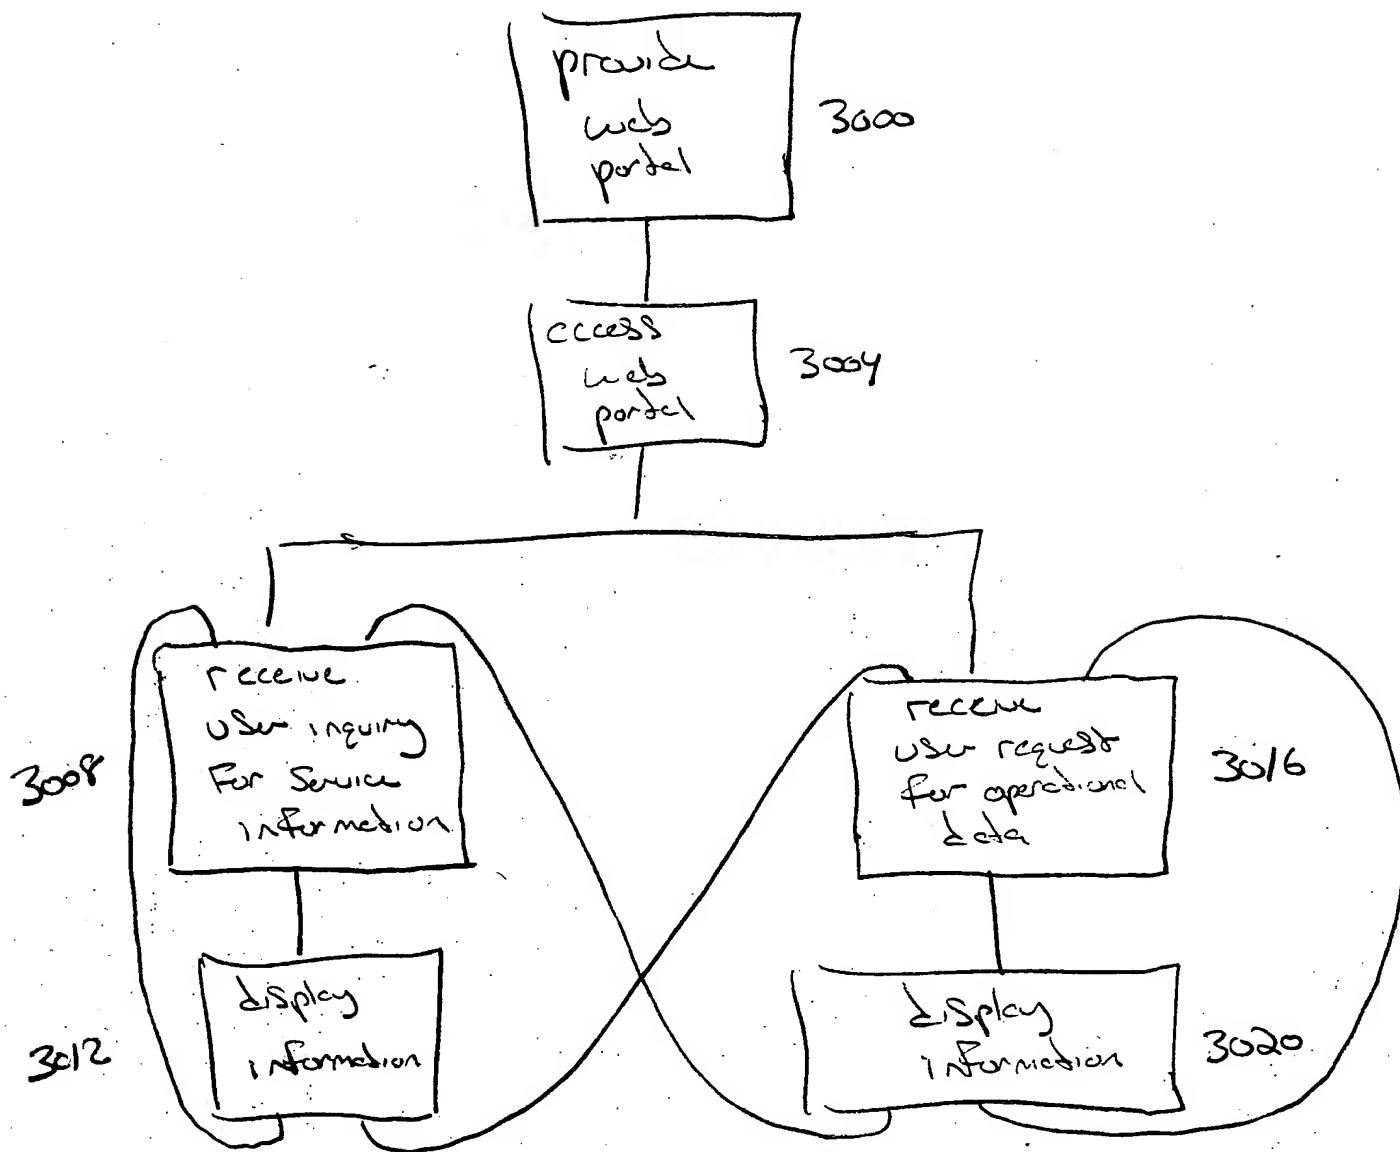 provide
web
portal
3000
access
web
portal
3004
receive
user inquiry
for service
information
3008
display
information
3012
receive
user request
for operational
data
3016
display
information
3020